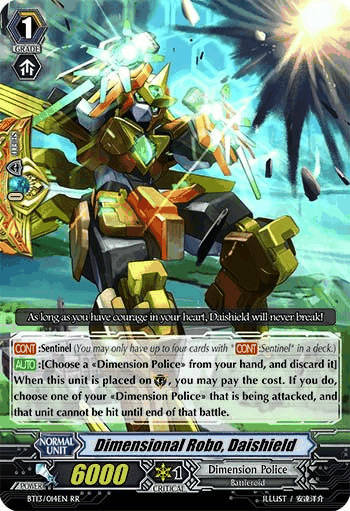 1
GRADE
SHIELD
0
As long as you have courage in your heart, Daishield will never break!
CONT :Sentinel (You may only have up to four cards with "CONT :Sentinel" in a deck.)
AUTO :[Choose a «Dimension Police» from your hand, and discard it]
When this unit is placed on , you may pay the cost. If you do,
choose one of your «Dimension Police» that is being attacked, and
that unit cannot be hit until end of that battle.
NORMAL UNIT
Dimensional Robo, Daishield
POWER
6000
1
CRITICAL
Dimension Police
Battleroid
BT13/014EN RR
ILLUST / 安達洋介